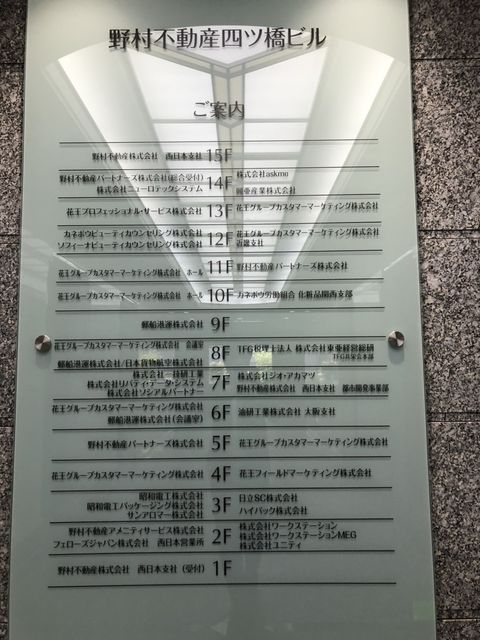 野村不動産四ツ橋ビル
ご案内
野村不動産株式会社 西日本支社 15F
野村不動産パートナーズ株式会社(総合受付) 14F 株式会社askme
株式会社ニューロテックシステム 興亜産業株式会社
花王プロフェッショナル・サービス株式会社 13F 花王グループカスタマーマーケティング株式会社
カネボウビューティカウンセリング株式会社 12F 花王グループカスタマーマーケティング株式会社
ソフィーナビューティカウンセリング株式会社 近畿支社
花王グループカスタマーマーケティング株式会社 ホール 11F 野村不動産パートナーズ株式会社
花王グループカスタマーマーケティング株式会社 ホール 10F カネボウ労働組合 化粧品関西支部
郵船港運株式会社 9F
花王グループカスタマーマーケティング株式会社 会議室 8F TFG税理士法人 株式会社東亜経営総研
郵船港運株式会社/日本貨物航空株式会社 TFG共栄会本部
株式会社一技研工業 7F 株式会社ジオ・アカマツ
株式会社リバティ・データ・システム 野村不動産株式会社 西日本支社 都市開発事業部
株式会社ソシアルパートナー
花王グループカスタマーマーケティング株式会社 6F 油研工業株式会社 大阪支社
郵船港運株式会社(会議室)
野村不動産パートナーズ株式会社 5F 花王グループカスタマーマーケティング株式会社
花王グループカスタマーマーケティング株式会社 4F 花王フィールドマーケティング株式会社
昭和電工株式会社 3F 日立SC株式会社
昭和電工パッケージング株式会社 ハイパック株式会社
サンアロマー株式会社
野村不動産アメニティサービス株式会社 2F 株式会社ワークステーション
フェローズジャパン株式会社 西日本営業所 株式会社ワークステーションMEG
株式会社ユニティ
野村不動産株式会社 西日本支社 (受付) 1F